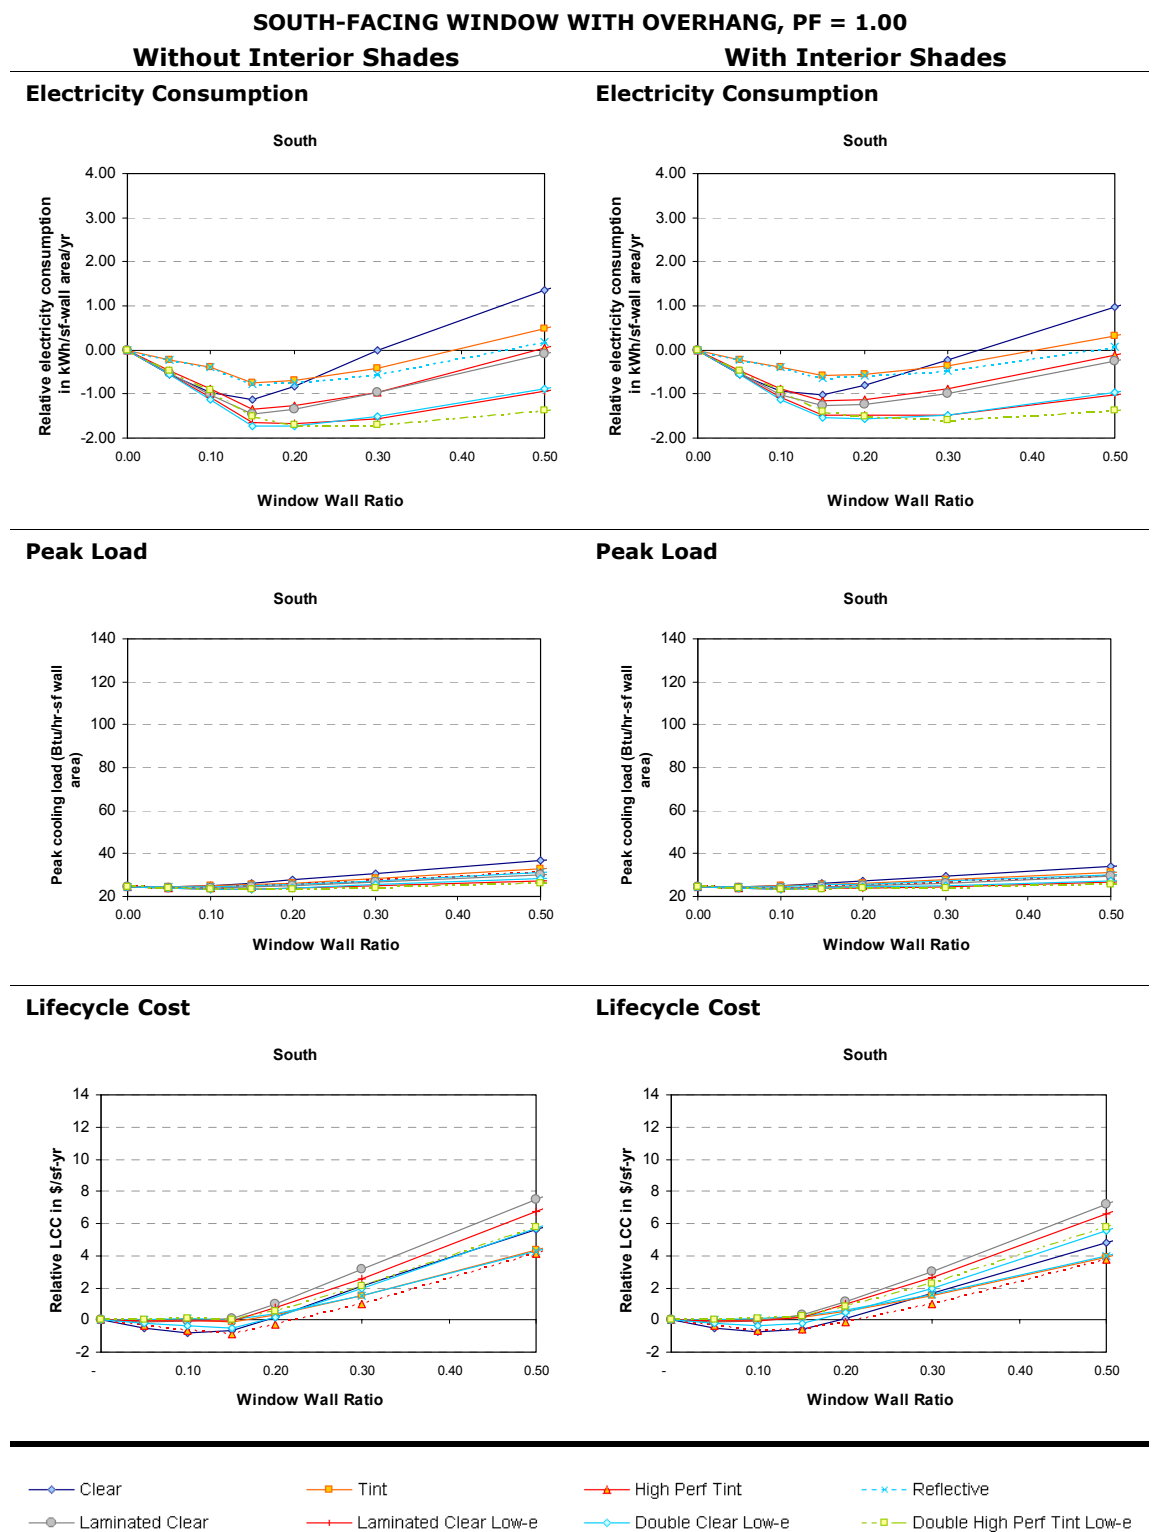 SOUTH-FACING WINDOW WITH OVERHANG, PF = 1.00
Without Interior Shades
With Interior Shades
Electricity Consumption
Electricity Consumption
South
Relative electricity consumption
in kWh/sf-wall area/yr
4.00
3.00
2.00
1.00
0.00
-1.00
-2.00
0.00 0.10 0.20 0.30 0.40 0.50
Window Wall Ratio
South
Relative electricity consumption
in kWh/sf-wall area/yr
4.00
3.00
2.00
1.00
0.00
-1.00
-2.00
0.00 0.10 0.20 0.30 0.40 0.50
Window Wall Ratio
Peak Load
Peak Load
South
Peak cooling load (Btu/hr-sf wall
area)
140
120
100
80
60
40
20
0.00 0.10 0.20 0.30 0.40 0.50
Window Wall Ratio
South
Peak cooling load (Btu/hr-sf wall
area)
140
120
100
80
60
40
20
0.00 0.10 0.20 0.30 0.40 0.50
Window Wall Ratio
Lifecycle Cost
Lifecycle Cost
South
Relative LCC in $/sf-yr
14
12
10
8
6
4
2
0
-2
- 0.10 0.20 0.30 0.40 0.50
Window Wall Ratio
South
Relative LCC in $/sf-yr
14
12
10
8
6
4
2
0
-2
- 0.10 0.20 0.30 0.40 0.50
Window Wall Ratio
Clear Tint High Perf Tint Reflective
Laminated Clear Laminated Clear Low-e Double Clear Low-e Double High Perf Tint Low-e